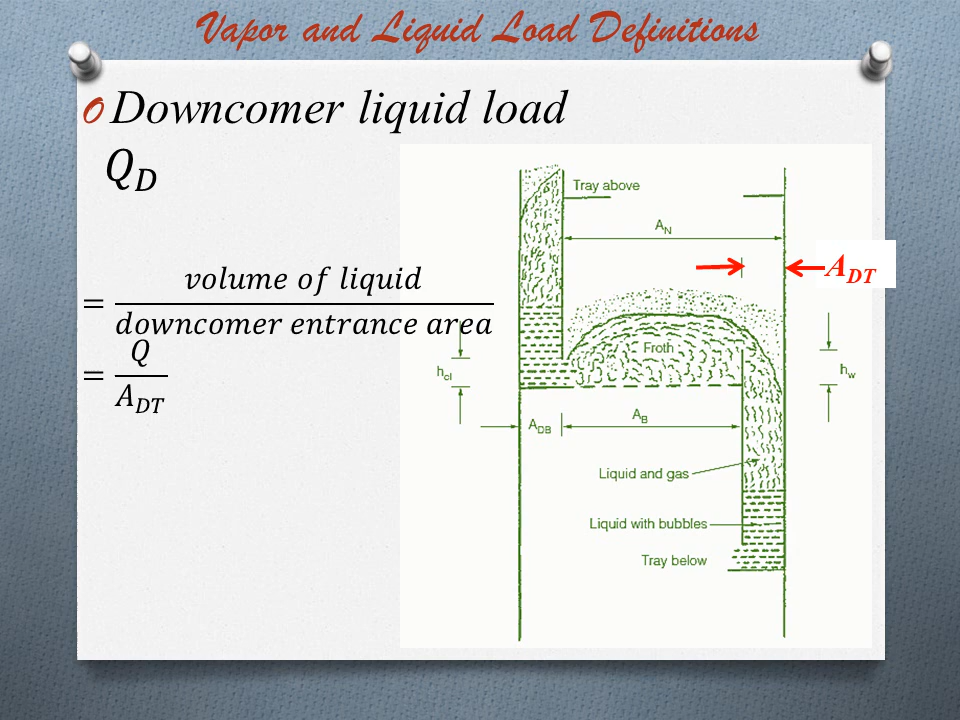 Vapor and Liquid Load Definitions
O Downcomer liquid load
Q_D
= volume of liquid / downcomer entrance area
= Q / A_DT
Tray above
A_N
A_DT
Froth
h_cl
h_w
A_DB
A_B
Liquid and gas
Liquid with bubbles
Tray below